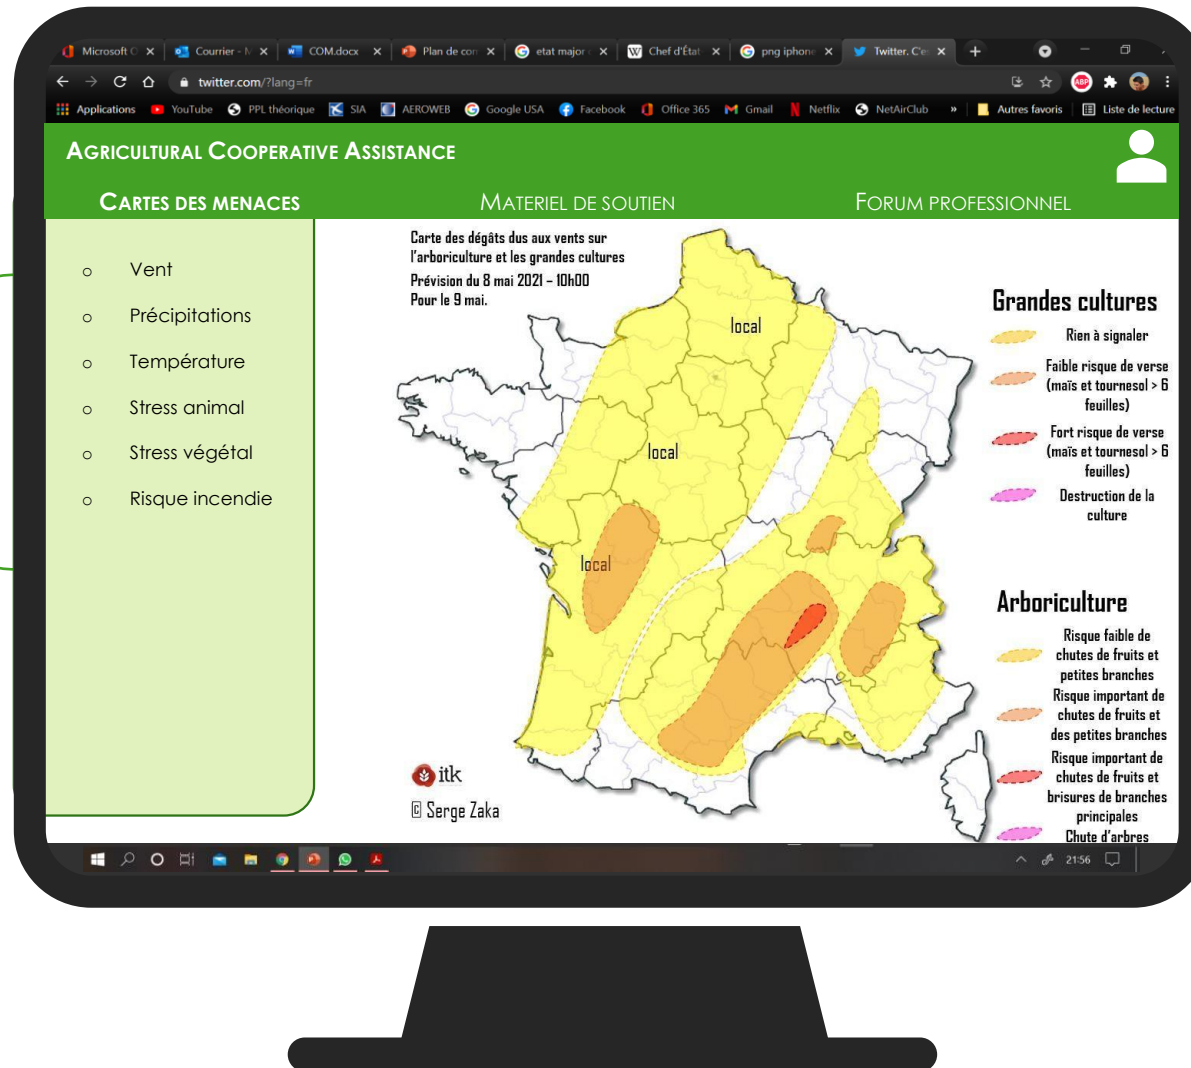 Microsoft O
Courrier - N
COM.docx
Plan de con
etat major
Chef d'État
png iphone
Twitter. C'e
twitter.com/?lang=fr
ABP
Applications
YouTube
PPL théorique
SIA
AEROWEB
Google USA
Facebook
Office 365
Gmail
Netflix
NetAirClub
»
Autres favoris
Liste de lecture
AGRICULTURAL COOPERATIVE ASSISTANCE
CARTES DES MENACES
MATERIEL DE SOUTIEN
FORUM PROFESSIONNEL
Vent
Précipitations
Température
Stress animal
Stress végétal
Risque incendie
Carte des dégâts dus aux vents sur
l'arboriculture et les grandes cultures
Prévision du 8 mai 2021 – 10h00
Pour le 9 mai.
local
local
local
Grandes cultures
Rien à signaler
Faible risque de verse
(maïs et tournesol > 6
feuilles)
Fort risque de verse
(maïs et tournesol > 6
feuilles)
Destruction de la
culture
Arboriculture
Risque faible de
chutes de fruits et
petites branches
Risque important de
chutes de fruits et
des petites branches
Risque important de
chutes de fruits et
brisures de branches
principales
Chute d'arbres
itk
© Serge Zaka
21:56